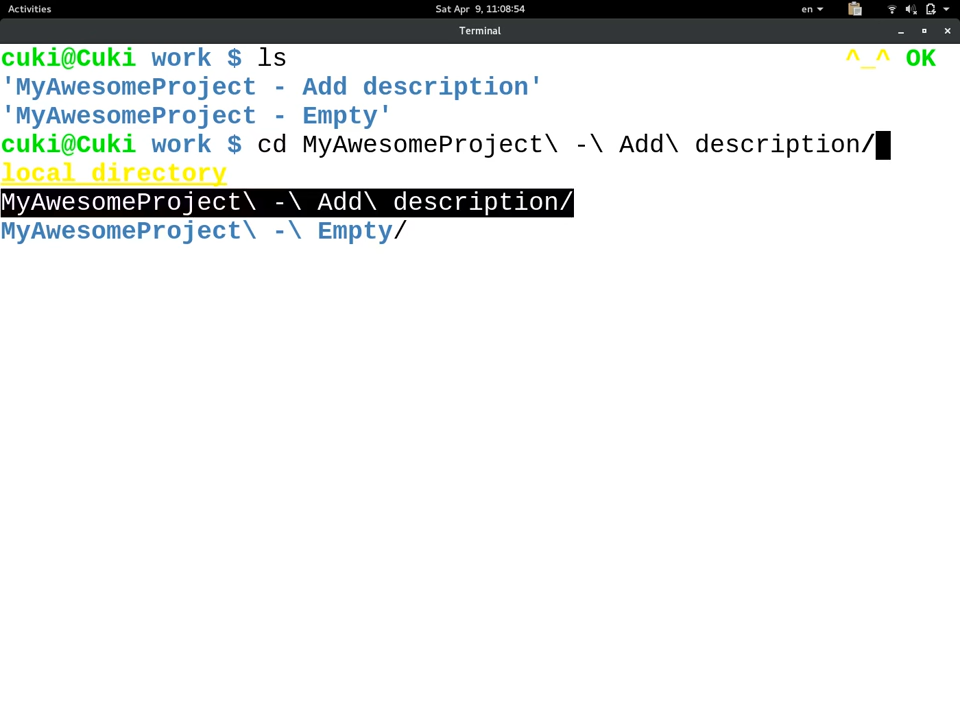 Activities
Sat Apr 9, 11:08:54
en
Terminal
cuki@Cuki work $ ls ^_^ OK
'MyAwesomeProject - Add description'
'MyAwesomeProject - Empty'
cuki@Cuki work $ cd MyAwesomeProject\ -\ Add\ description/
local directory
MyAwesomeProject\ -\ Add\ description/
MyAwesomeProject\ -\ Empty/